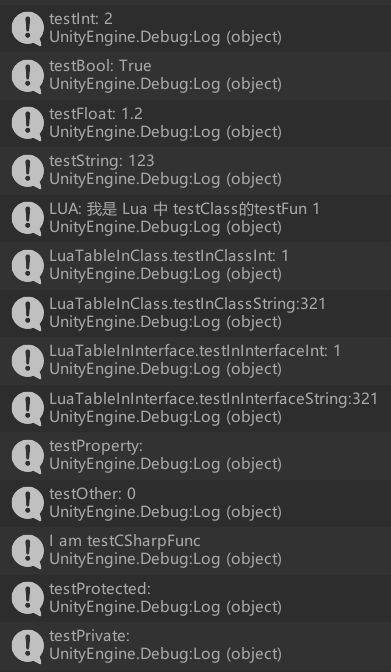 testInt: 2
UnityEngine.Debug:Log (object)
testBool: True
UnityEngine.Debug:Log (object)
testFloat: 1.2
UnityEngine.Debug:Log (object)
testString: 123
UnityEngine.Debug:Log (object)
LUA: 我是 Lua 中 testClass的testFun 1
UnityEngine.Debug:Log (object)
LuaTableInClass.testInClassInt: 1
UnityEngine.Debug:Log (object)
LuaTableInClass.testInClassString:321
UnityEngine.Debug:Log (object)
LuaTableInInterface.testInInterfaceInt: 1
UnityEngine.Debug:Log (object)
LuaTableInInterface.testInInterfaceString:321
UnityEngine.Debug:Log (object)
testProperty:
UnityEngine.Debug:Log (object)
testOther: 0
UnityEngine.Debug:Log (object)
I am testCSharpFunc
UnityEngine.Debug:Log (object)
testProtected:
UnityEngine.Debug:Log (object)
testPrivate:
UnityEngine.Debug:Log (object)